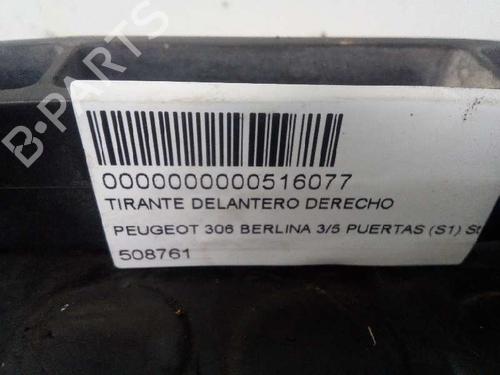 B-PARTS
0000000000516077
TIRANTE DELANTERO DERECHO
PEUGEOT 306 BERLINA 3/5 PUERTAS (S1)
508761